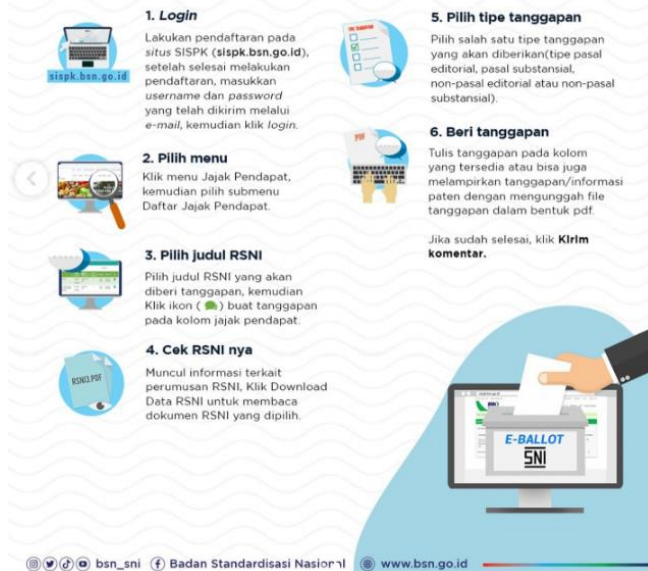 1. Login
Lakukan pendaftaran pada
situs SISPK (sispk.bsn.go.id),
setelah selesai melakukan
pendaftaran, masukkan
username dan password
yang telah dikirim melalui
e-mail, kemudian klik login.
sispk.bsn.go.id
2. Pilih menu
Klik menu Jajak Pendapat,
kemudian pilih submenu
Daftar Jajak Pendapat.
3. Pilih judul RSNI
Pilih judul RSNI yang akan
diberi tanggapan, kemudian
Klik ikon ( ) buat tanggapan
pada kolom jajak pendapat.
4. Cek RSNI nya
Muncul informasi terkait
perumusan RSNI, Klik Download
Data RSNI untuk membaca
dokumen RSNI yang dipilih.
RSNI3.PDF
5. Pilih tipe tanggapan
Pilih salah satu tipe tanggapan
yang akan diberikan(tipe pasal
editorial, pasal substansial,
non-pasal editorial atau non-pasal
substansial).
6. Beri tanggapan
Tulis tanggapan pada kolom
yang tersedia atau bisa juga
melampirkan tanggapan/informasi
paten dengan mengunggah file
tanggapan dalam bentuk pdf.
Jika sudah selesai, klik Kirim
komentar.
PDF
E-BALLOT
SNI
bsn_sni Badan Standardisasi Nasional www.bsn.go.id